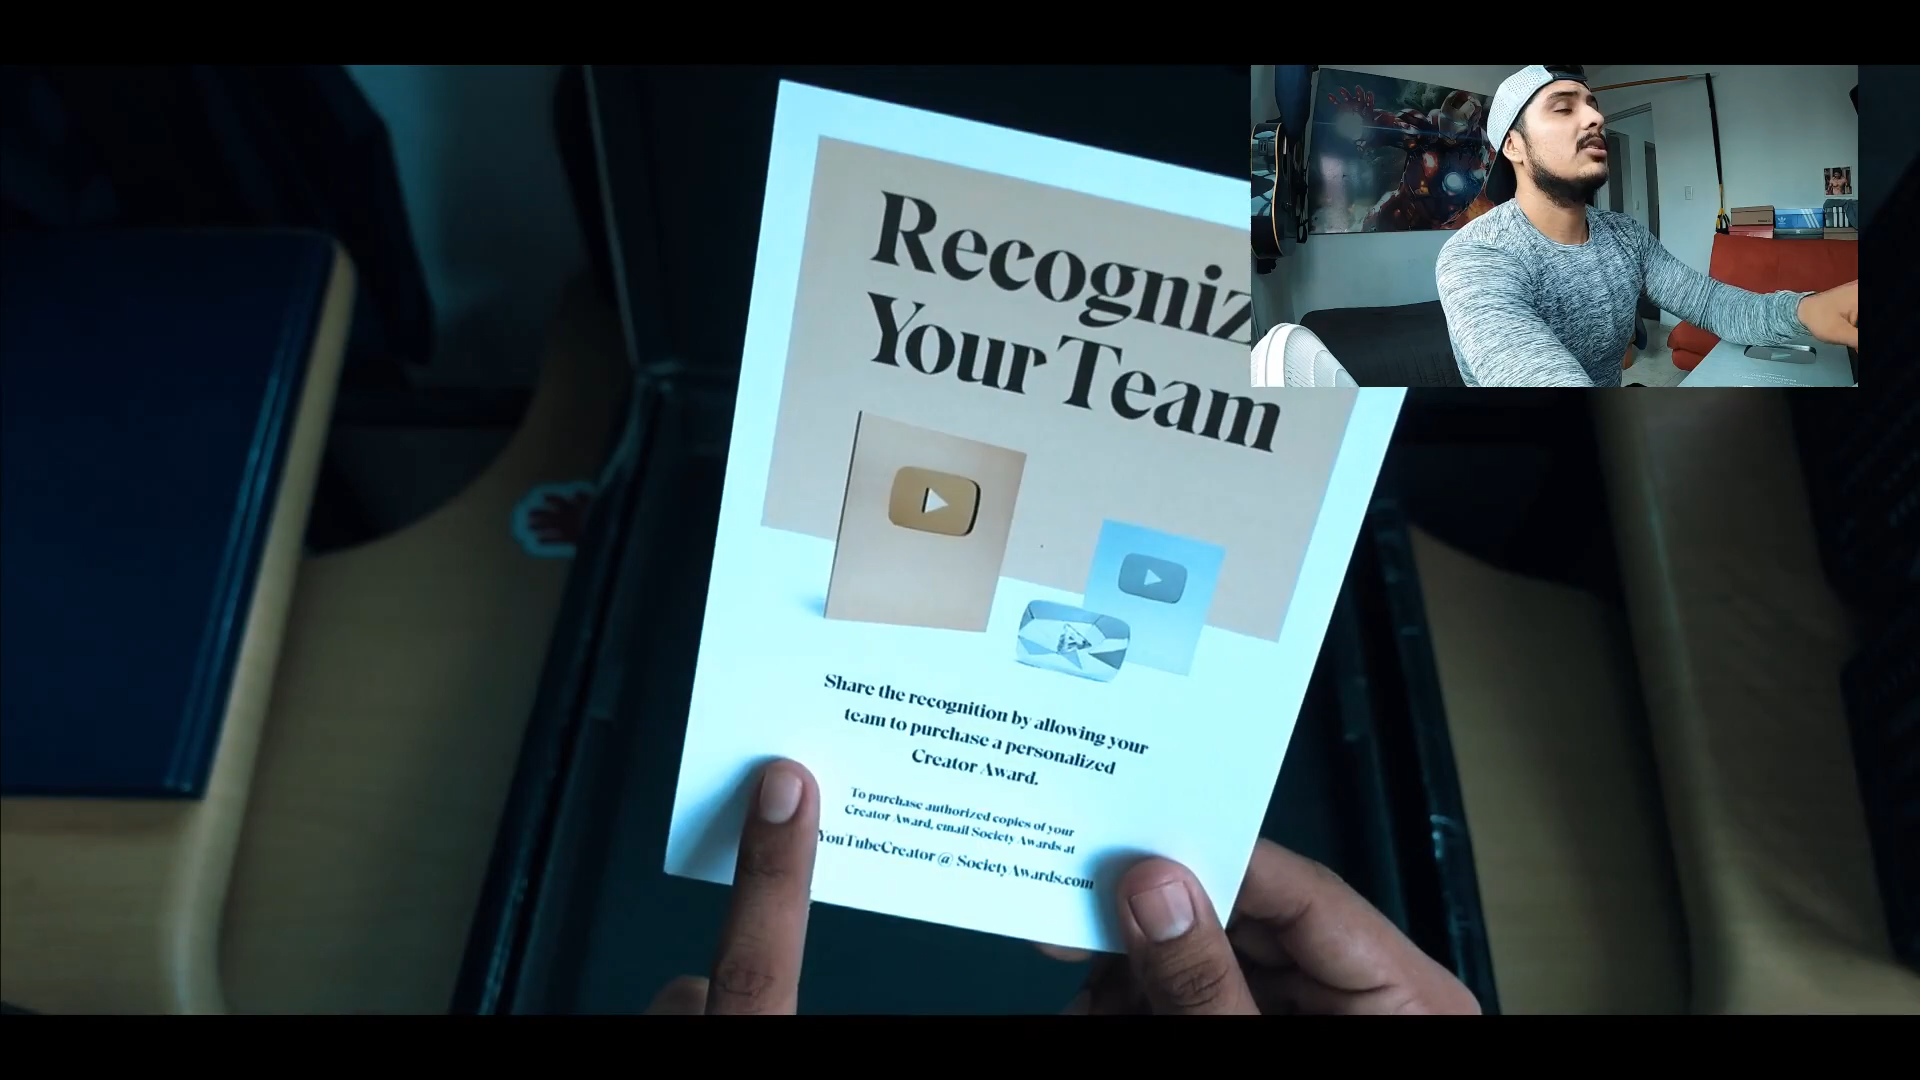 Recogniz
Your Team
Share the recognition by allowing your
team to purchase a personalized
Creator Award.
To purchase authorized copies of your
Creator Award, email Society Awards at
YouTubeCreator @ SocietyAwards.com